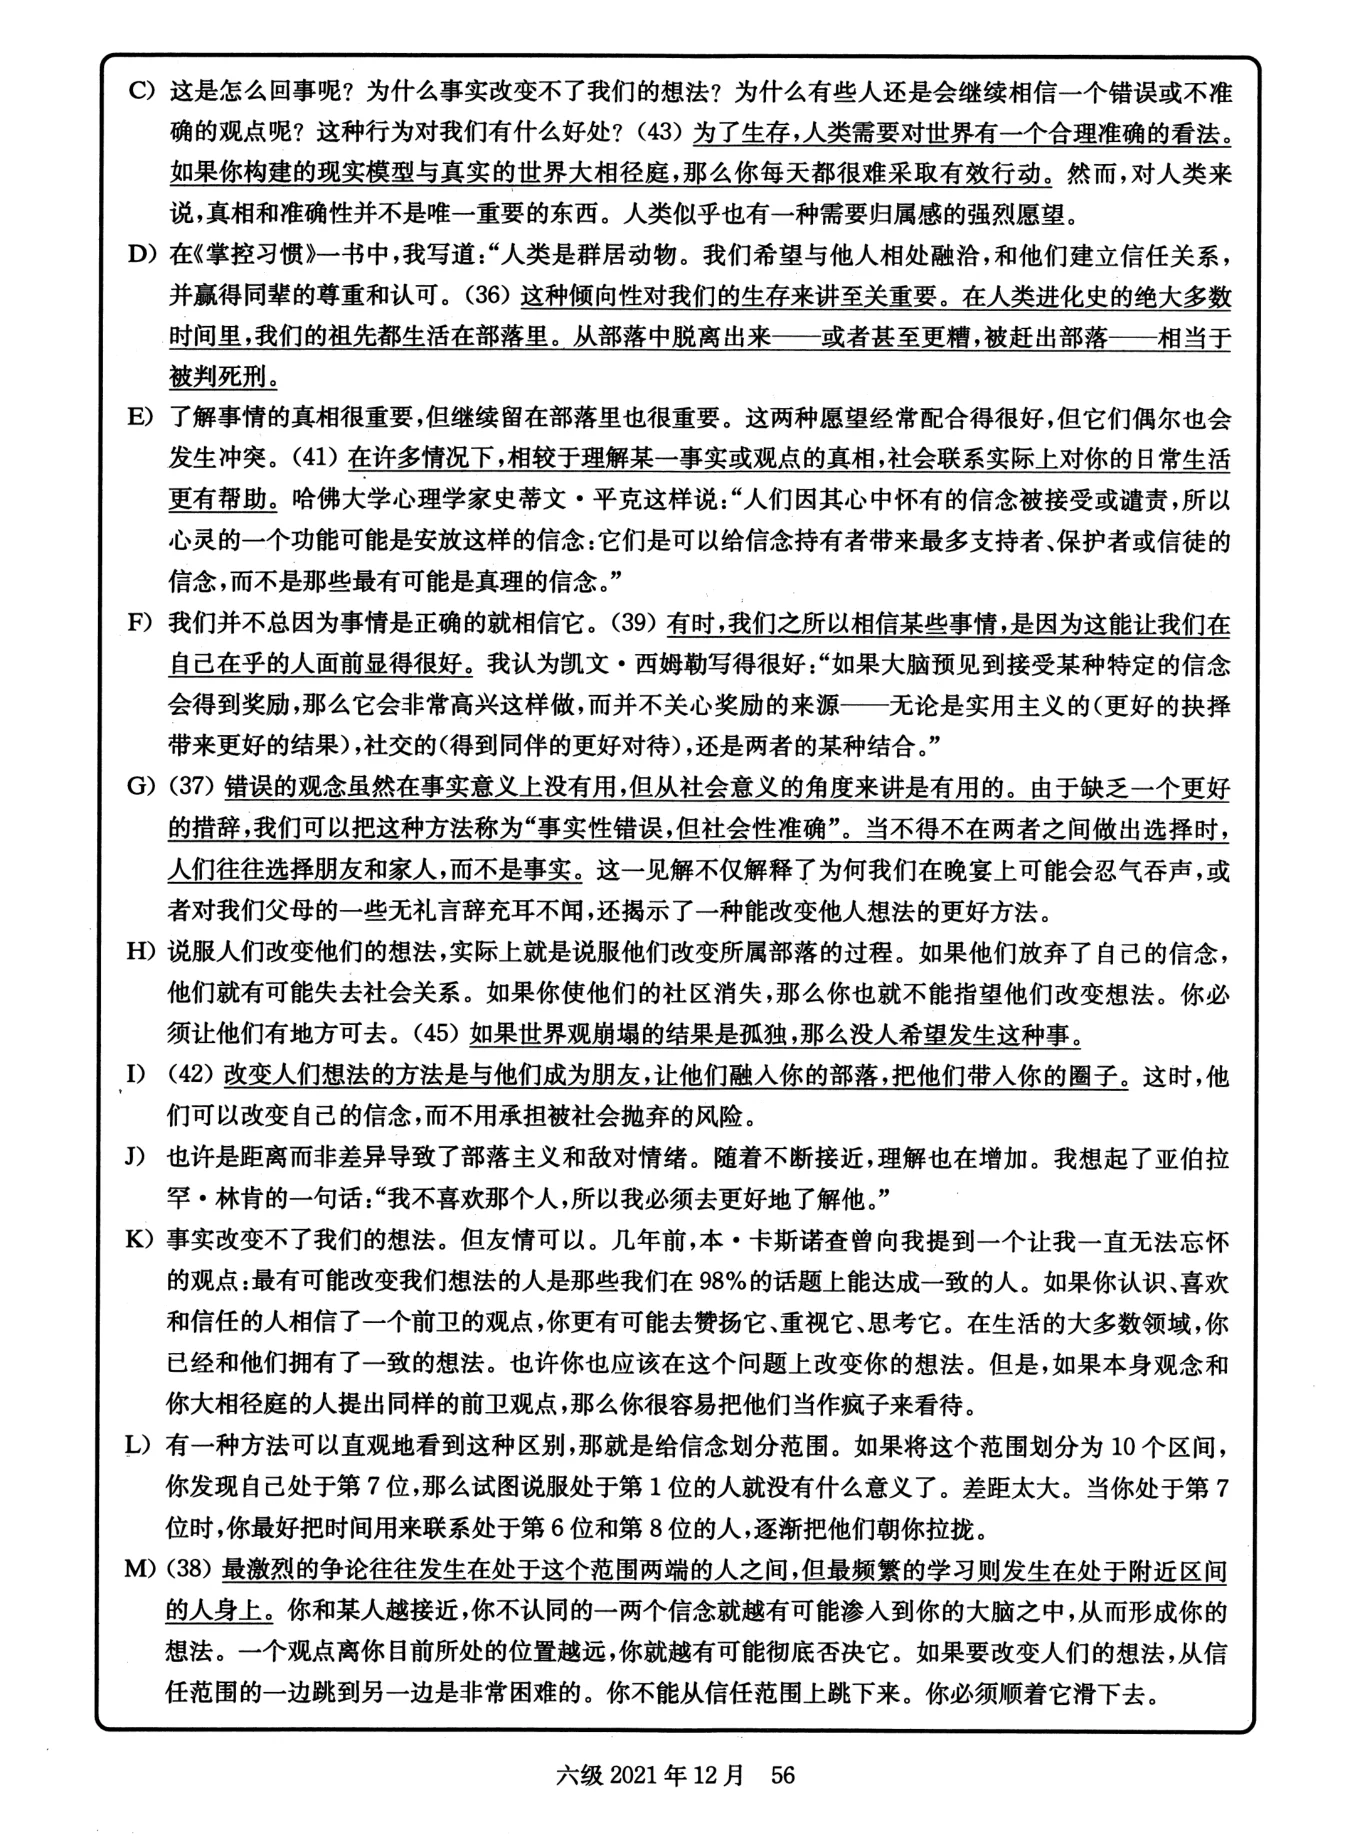 C) 这是怎么回事呢？为什么事实改变不了我们的想法？为什么有些人还是会继续相信一个错误或不准
确的观点呢？这种行为对我们有什么好处？(43) 为了生存，人类需要对世界有一个合理准确的看法。
如果你构建的现实模型与真实的世界大相径庭，那么你每天都很难采取有效行动。然而，对人类来
说，真相和准确性并不是唯一重要的东西。人类似乎也有一种需要归属感的强烈愿望。
D) 在《掌控习惯》一书中，我写道：“人类是群居动物。我们希望与他人相处融洽，和他们建立信任关系，
并赢得同辈的尊重和认可。(36) 这种倾向性对我们的生存来讲至关重要。在人类进化史的绝大多数
时间里，我们的祖先都生活在部落里。从部落中脱离出来——或者甚至更糟，被赶出部落——相当于
被判死刑。
E) 了解事情的真相很重要，但继续留在部落里也很重要。这两种愿望经常配合得很好，但它们偶尔也会
发生冲突。(41) 在许多情况下，相较于理解某一事实或观点的真相，社会联系实际上对你的日常生活
更有帮助。哈佛大学心理学家史蒂文·平克这样说：“人们因其心中怀有的信念被接受或谴责，所以
心灵的一个功能可能是安放这样的信念：它们是可以给信念持有者带来最多支持者、保护者或信徒的
信念，而不是那些最有可能是真理的信念。”
F) 我们并不总因为事情是正确的就相信它。(39) 有时，我们之所以相信某些事情，是因为这能让我们在
自己在乎的人面前显得很好。我认为凯文·西姆勒写得很好：“如果大脑预见到接受某种特定的信念
会得到奖励，那么它会非常高兴这样做，而并不关心奖励的来源——无论是实用主义的（更好的抉择
带来更好的结果），社交的（得到同伴的更好对待），还是两者的某种结合。”
G) (37) 错误的观念虽然在事实意义上没有用，但从社会意义的角度来讲是有用的。由于缺乏一个更好
的措辞，我们可以把这种方法称为“事实性错误，但社会性准确”。当不得不在两者之间做出选择时，
人们往往选择朋友和家人，而不是事实。这一见解不仅解释了为何我们在晚宴上可能会忍气吞声，或
者对我们父母的一些无礼言辞充耳不闻，还揭示了一种能改变他人想法的更好方法。
H) 说服人们改变他们的想法，实际上就是说服他们改变所属部落的过程。如果他们放弃了自己的信念，
他们就有可能失去社会关系。如果你使他们的社区消失，那么你也就不能指望他们改变想法。你必
须让他们有地方可去。(45) 如果世界观崩塌的结果是孤独，那么没人希望发生这种事。
I) (42) 改变人们想法的方法是与他们成为朋友，让他们融入你的部落，把他们带入你的圈子。这时，他
们可以改变自己的信念，而不用承担被社会抛弃的风险。
J) 也许是距离而非差异导致了部落主义和敌对情绪。随着不断接近，理解也在增加。我想起了亚伯拉
罕·林肯的一句话：“我不喜欢那个人，所以我必须去更好地了解他。”
K) 事实改变不了我们的想法。但友情可以。几年前，本·卡斯诺查曾向我提到一个让我一直无法忘怀
的观点：最有可能改变我们想法的人是那些我们在 98%的话题上能达成一致的人。如果你认识、喜欢
和信任的人相信了一个前卫的观点，你更有可能去赞扬它、重视它、思考它。在生活的大多数领域，你
已经和他们拥有了一致的想法。也许你也应该在这个问题上改变你的想法。但是，如果本身观念和
你大相径庭的人提出同样的前卫观点，那么你很容易把他们当作疯子来看待。
L) 有一种方法可以直观地看到这种区别，那就是给信念划分范围。如果将这个范围划分为 10 个区间，
你发现自己处于第 7 位，那么试图说服处于第 1 位的人就没有什么意义了。差距太大。当你处于第 7
位时，你最好把时间用来联系处于第 6 位和第 8 位的人，逐渐把他们朝你拉拢。
M) (38) 最激烈的争论往往发生在处于这个范围两端的人之间，但最频繁的学习则发生在处于附近区间
的人身上。你和某人越接近，你不认同的一两个信念就越有可能渗入到你的大脑之中，从而形成你的
想法。一个观点离你目前所处的位置越远，你就越有可能彻底否决它。如果要改变人们的想法，从信
任范围的一边跳到另一边是非常困难的。你不能从信任范围上跳下来。你必须顺着它滑下去。
六级 2021 年 12 月 56